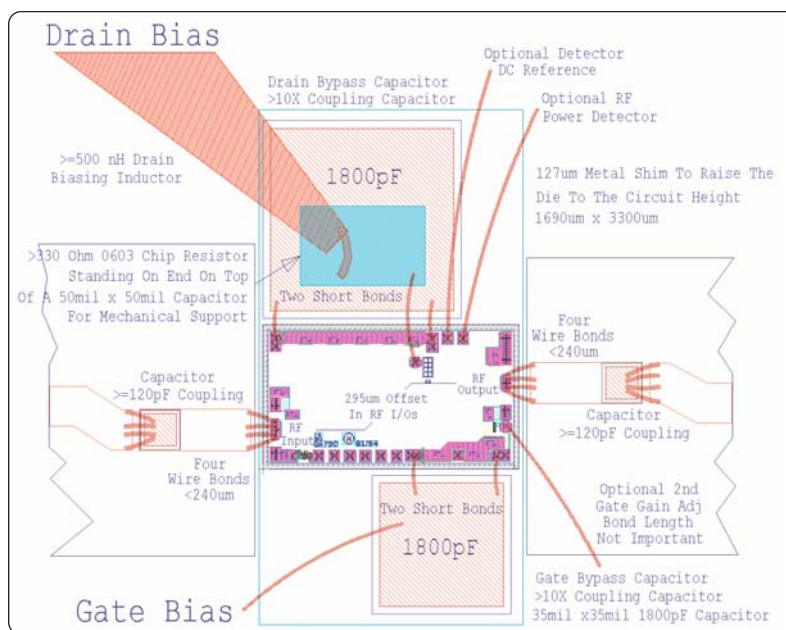 Drain Bias
Optional Detector
DC Reference
Drain Bypass Capacitor
>10X Coupling Capacitor
Optional RF
Power Detector
>=500 nH Drain
Biasing Inductor
1800pF
127um Metal Shim To Raise The
Die To The Circuit Height
1690um x 3300um
>330 Ohm 0603 Chip Resistor
Standing On End On Top
Of A 50mil x 50mil Capacitor
For Mechanical Support
Two Short Bonds
Four
Wire Bonds
<240um
RF
Output
Capacitor
>=120pF Coupling
295um Offset
In RF I/Os
RF
Input
Capacitor
>=120pF Coupling
Four
Wire Bonds
<240um
Two Short Bonds
1800pF
Optional 2nd
Gate Gain Adj
Bond Length
Not Important
Gate Bias
Gate Bypass Capacitor
>10X Coupling Capacitor
35mil x35mil 1800pF Capacitor